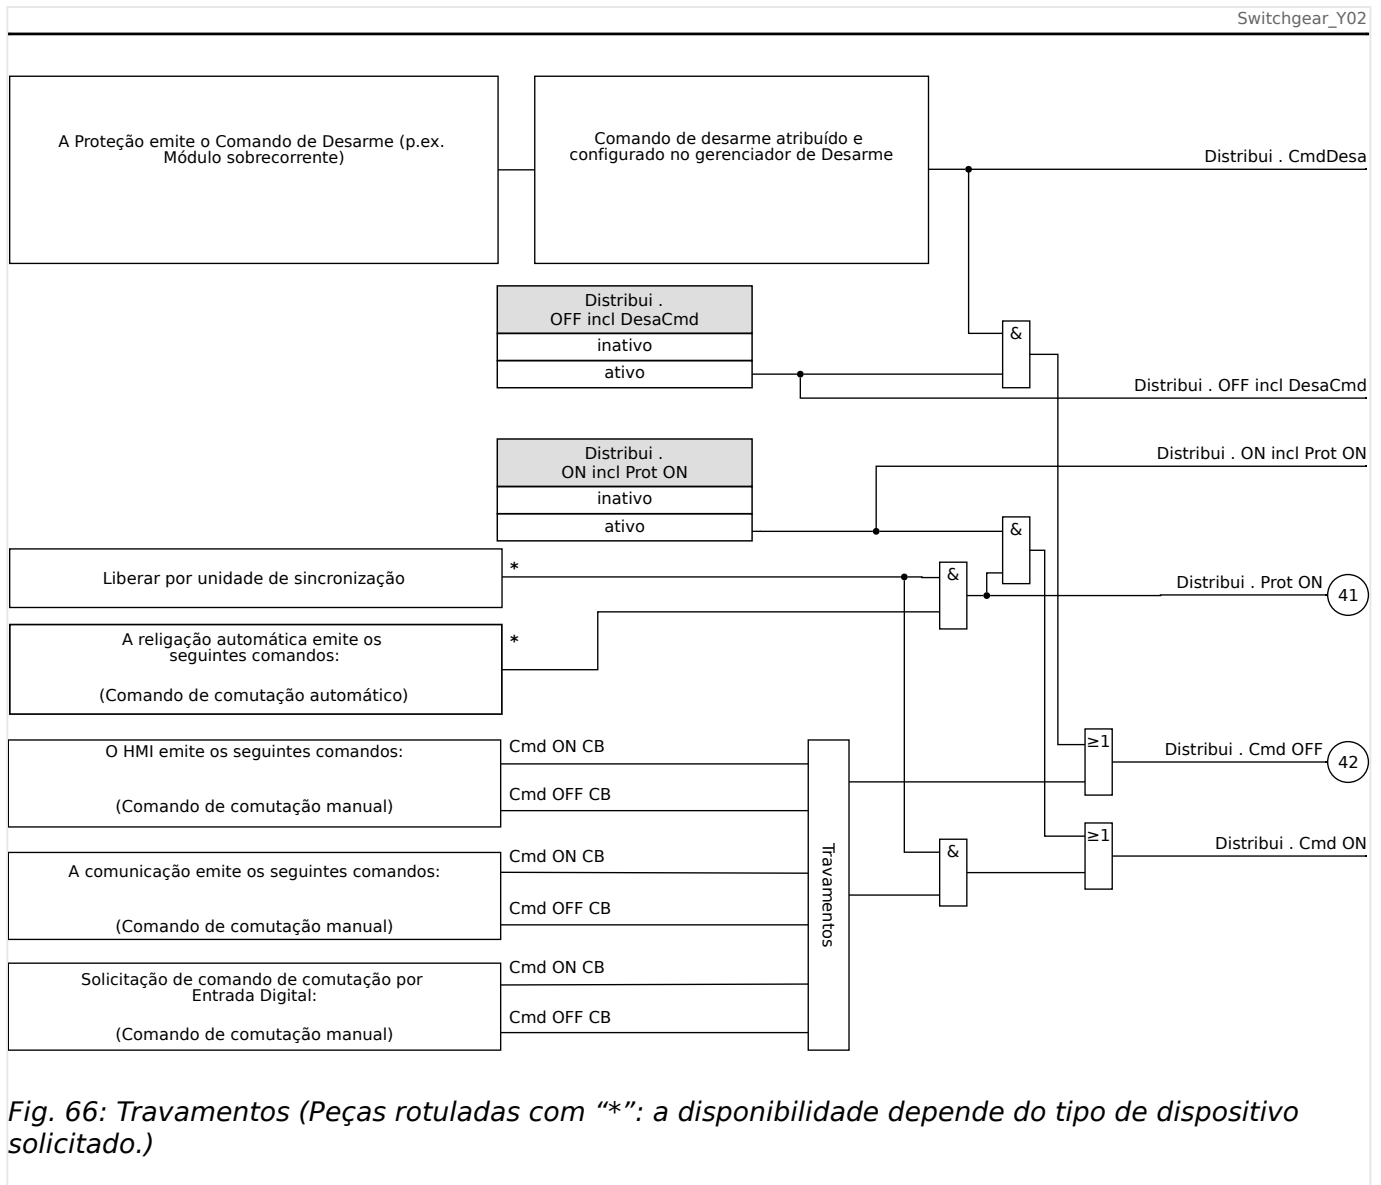 Switchgear_Y02
A Proteção emite o Comando de Desarme (p.ex.
Módulo sobrecorrente)
Comando de desarme atribuído e
configurado no gerenciador de Desarme
Distribui . CmdDesa
Distribui .
OFF incl DesaCmd
inativo
ativo
&
Distribui . OFF incl DesaCmd
Distribui .
ON incl Prot ON
inativo
ativo
Distribui . ON incl Prot ON
&
Liberar por unidade de sincronização
*
&
Distribui . Prot ON
41
A religação automática emite os
seguintes comandos:
(Comando de comutação automático)
*
O HMI emite os seguintes comandos:
(Comando de comutação manual)
Cmd ON CB
Cmd OFF CB
≥1
Distribui . Cmd OFF
42
A comunicação emite os seguintes comandos:
(Comando de comutação manual)
Cmd ON CB
Cmd OFF CB
Travamentos
&
≥1
Distribui . Cmd ON
Solicitação de comando de comutação por
Entrada Digital:
(Comando de comutação manual)
Cmd ON CB
Cmd OFF CB
Fig. 66: Travamentos (Peças rotuladas com “*”: a disponibilidade depende do tipo de dispositivo
solicitado.)